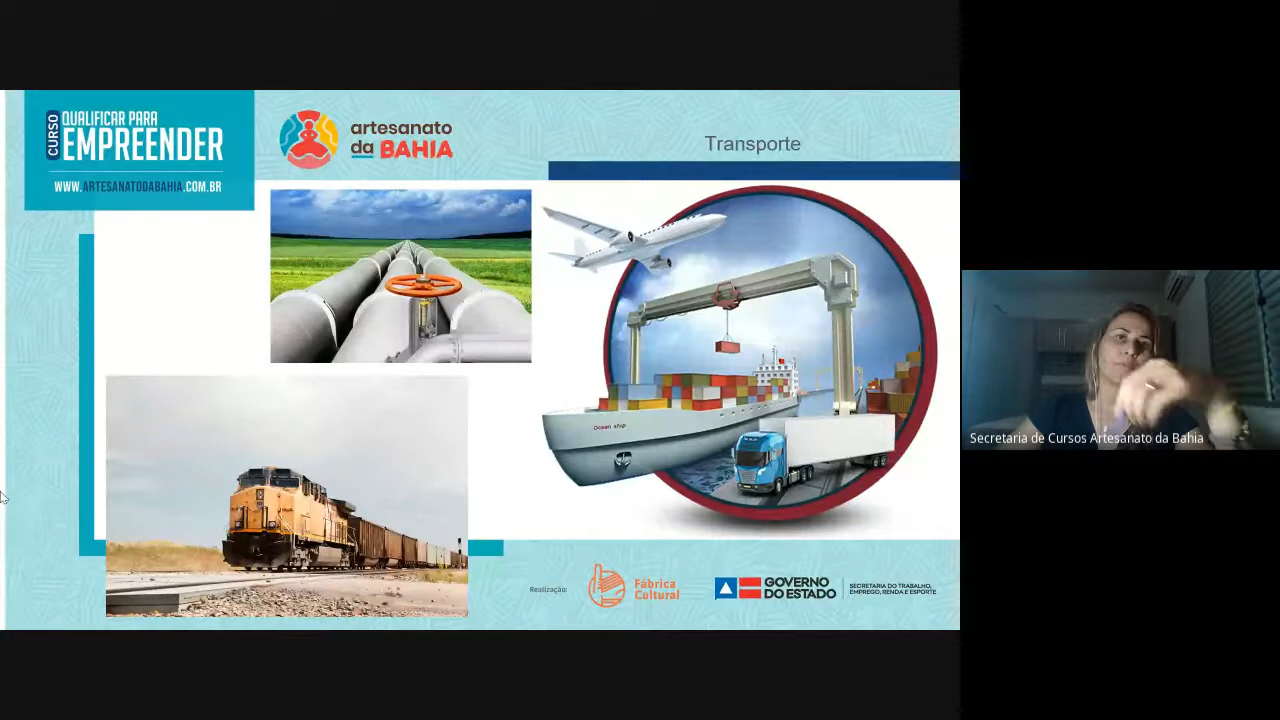 CURSO
QUALIFICAR PARA
EMPREENDER
WWW.ARTESANATODABAHIA.COM.BR
artesanato
da BAHIA
Transporte
Ocean ship
Secretaria de Cursos Artesanato da Bahia
Realização:
Fábrica
Cultural
GOVERNO
DO ESTADO
SECRETARIA DO TRABALHO,
EMPREGO, RENDA E ESPORTE